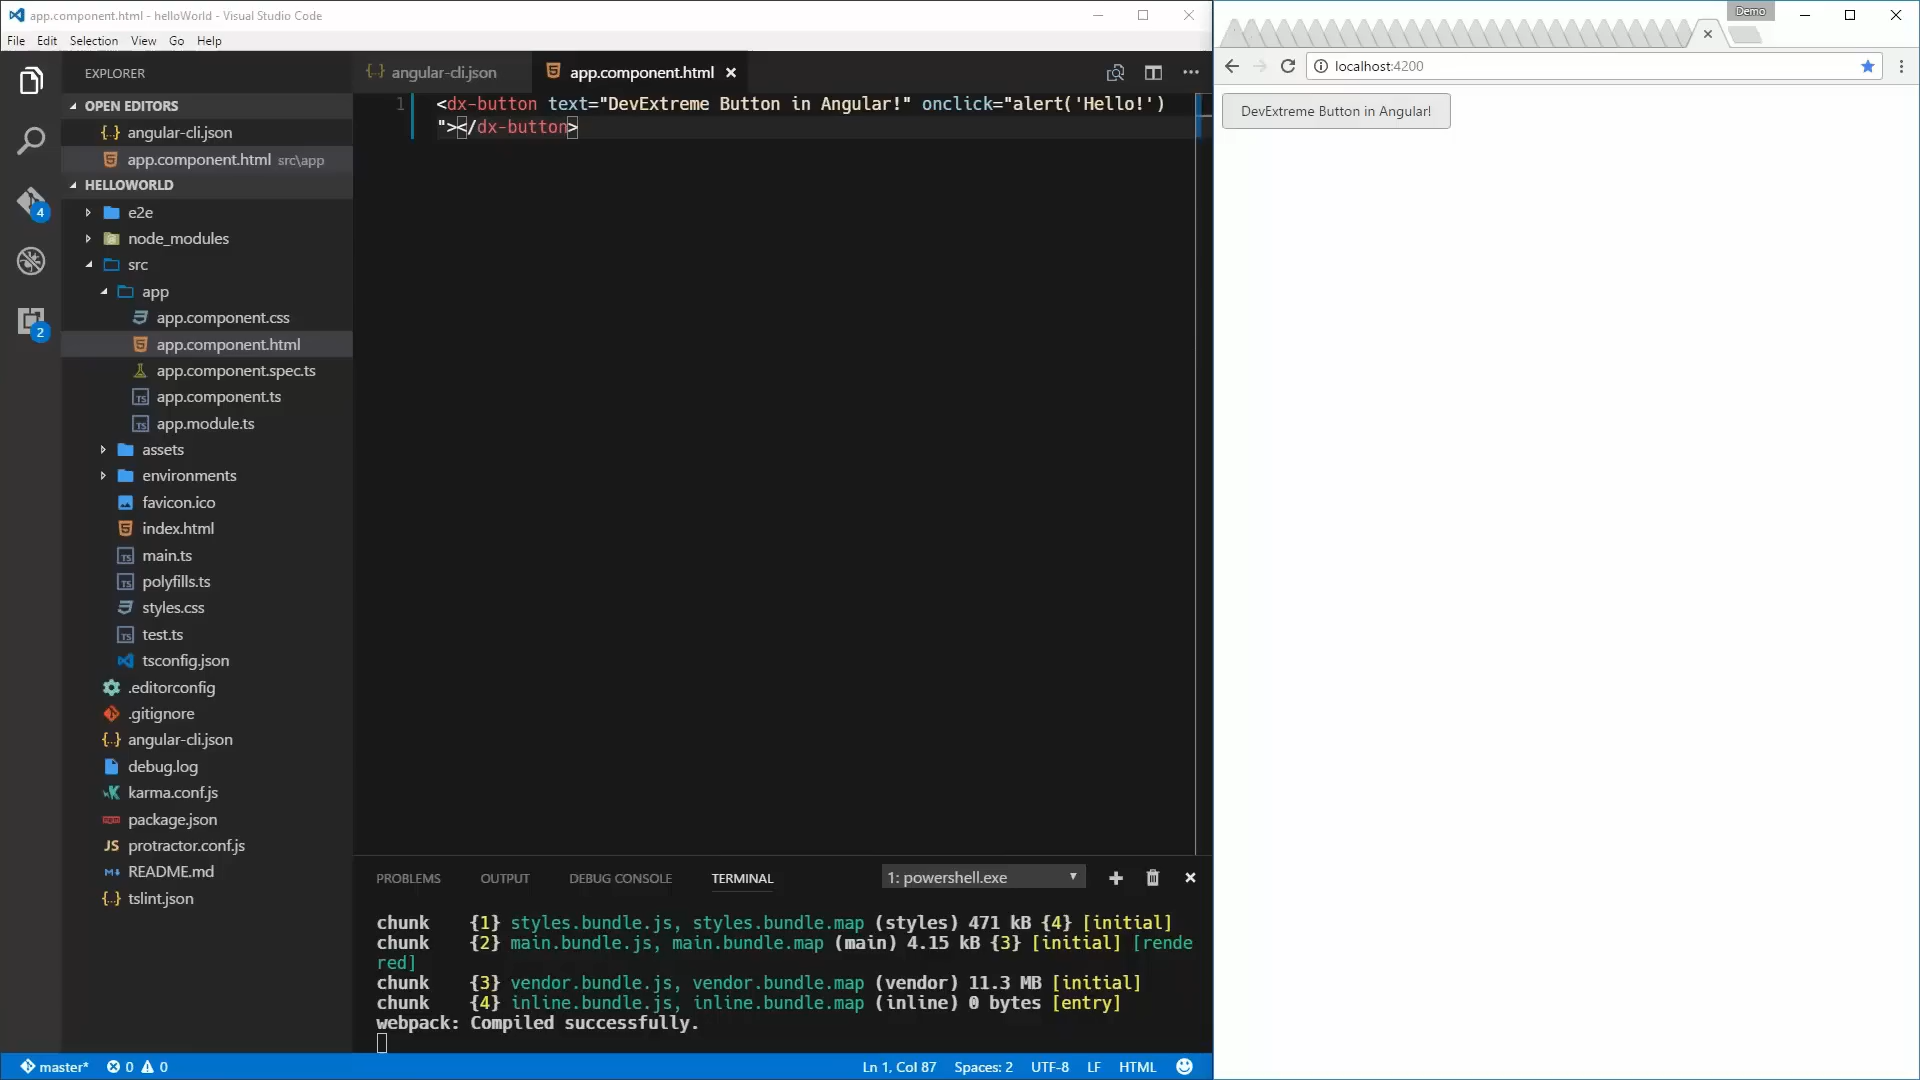 app.component.html - helloWorld - Visual Studio Code
File Edit Selection View Go Help
EXPLORER
OPEN EDITORS
angular-cli.json
app.component.html src\app
HELLOWORLD
e2e
node_modules
src
app
app.component.css
app.component.html
app.component.spec.ts
app.component.ts
app.module.ts
assets
environments
favicon.ico
index.html
main.ts
polyfills.ts
styles.css
test.ts
tsconfig.json
.editorconfig
.gitignore
angular-cli.json
debug.log
karma.conf.js
package.json
protractor.conf.js
README.md
tslint.json
4
2
angular-cli.json app.component.html
1 <dx-button text="DevExtreme Button in Angular!" onclick="alert('Hello!')
"></dx-button>
PROBLEMS OUTPUT DEBUG CONSOLE TERMINAL 1: powershell.exe
chunk {1} styles.bundle.js, styles.bundle.map (styles) 471 kB {4} [initial]
chunk {2} main.bundle.js, main.bundle.map (main) 4.15 kB {3} [initial] [rende
red]
chunk {3} vendor.bundle.js, vendor.bundle.map (vendor) 11.3 MB [initial]
chunk {4} inline.bundle.js, inline.bundle.map (inline) 0 bytes [entry]
webpack: Compiled successfully.
master* 0 0 Ln 1, Col 87 Spaces: 2 UTF-8 LF HTML
Demo
localhost:4200
DevExtreme Button in Angular!